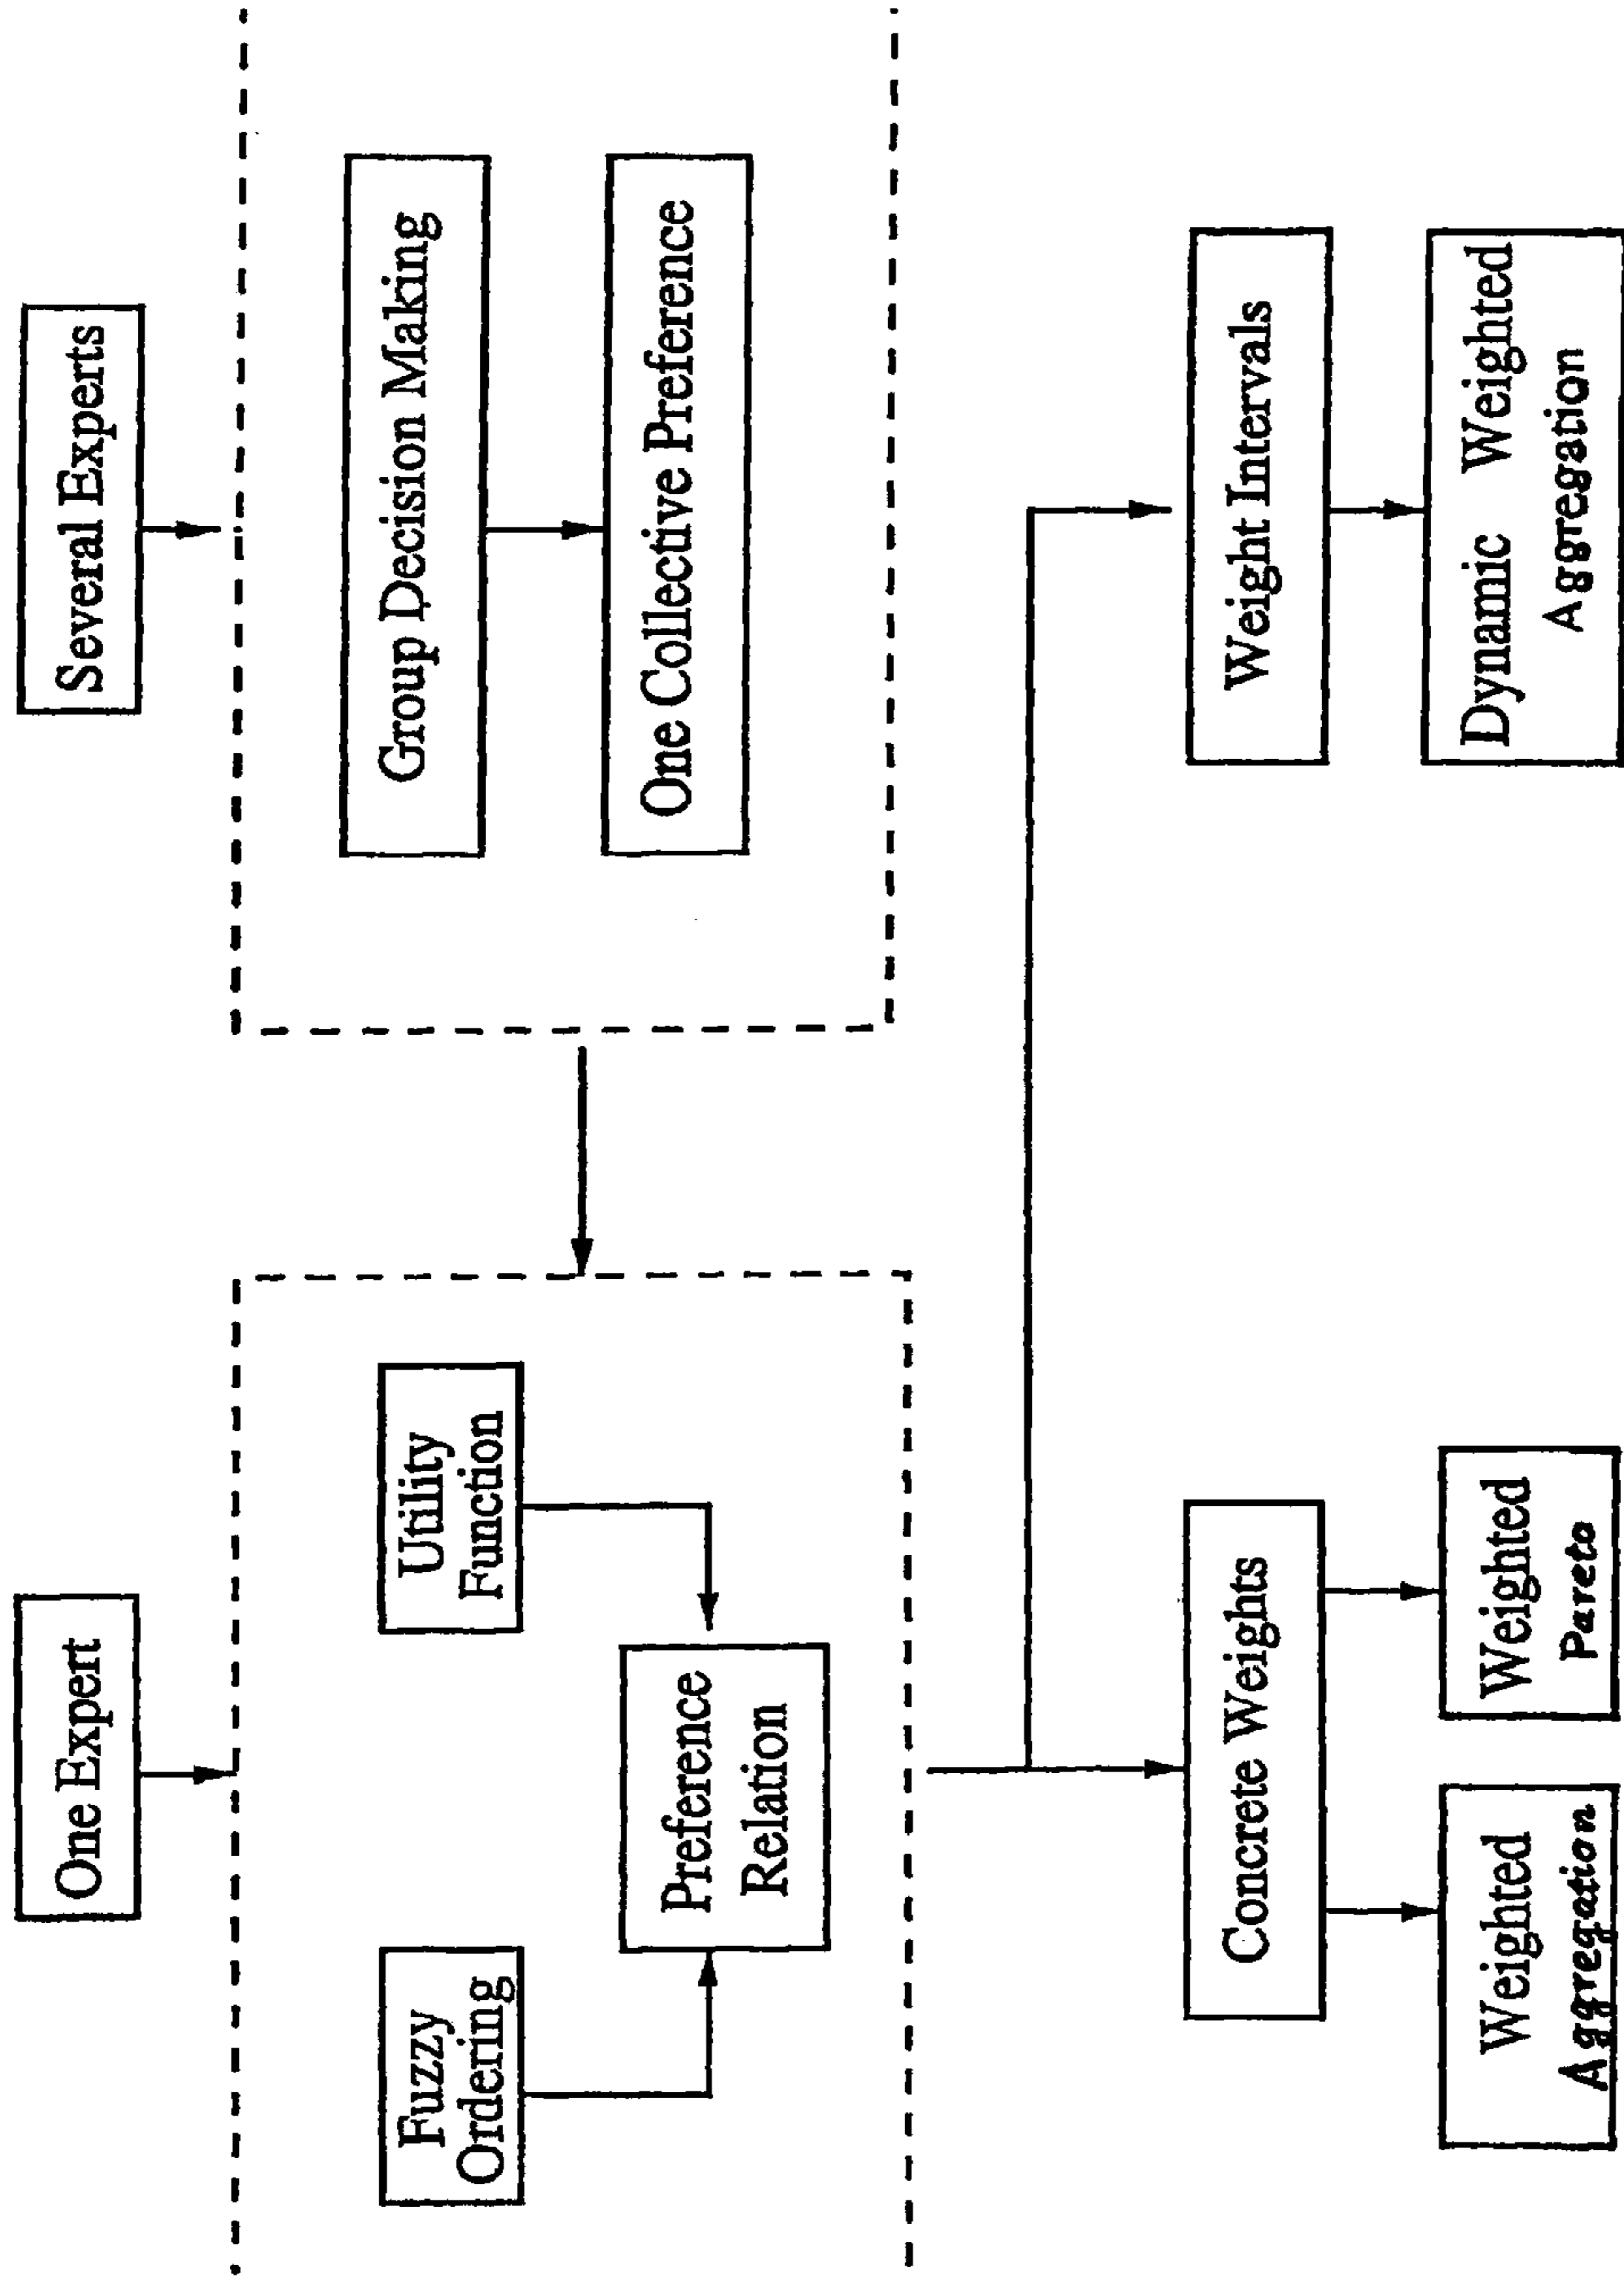 One Expert
Several Experts
Fuzzy
Ordering
Utility
Function
Preference
Relation
Group Decision Making
One Collective Preference
Concrete Weights
Weight Intervals
Weighted
Aggregation
Weighted
Pareto
Dynamic Weighted
Aggregation